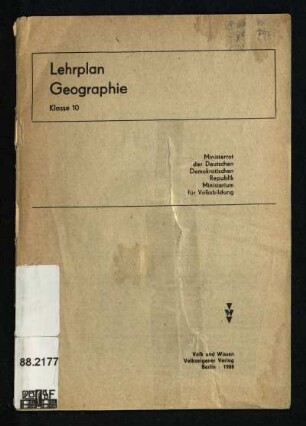 Lehrplan
Geographie
Klasse 10
Ministerrat
der Deutschen
Demokratischen
Republik
Ministerium
für Volksbildung
Volk und Wissen
Volkseigener Verlag
Berlin · 1988
88.2177